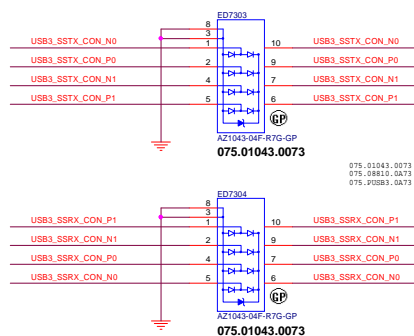 ED7303
8
3
USB3_SSTX_CON_N0 1 10 USB3_SSTX_CON_N0
USB3_SSTX_CON_P0 2 9 USB3_SSTX_CON_P0
USB3_SSTX_CON_N1 4 7 USB3_SSTX_CON_N1
USB3_SSTX_CON_P1 5 6 USB3_SSTX_CON_P1
GP
AZ1043-04F-R7G-GP
075.01043.0073
075.01043.0073
075.08810.0A73
075.PUSB3.0A73
ED7304
8
3
USB3_SSRX_CON_P1 1 10 USB3_SSRX_CON_P1
USB3_SSRX_CON_N1 2 9 USB3_SSRX_CON_N1
USB3_SSRX_CON_P0 4 7 USB3_SSRX_CON_P0
USB3_SSRX_CON_N0 5 6 USB3_SSRX_CON_N0
GP
AZ1043-04F-R7G-GP
075.01043.0073